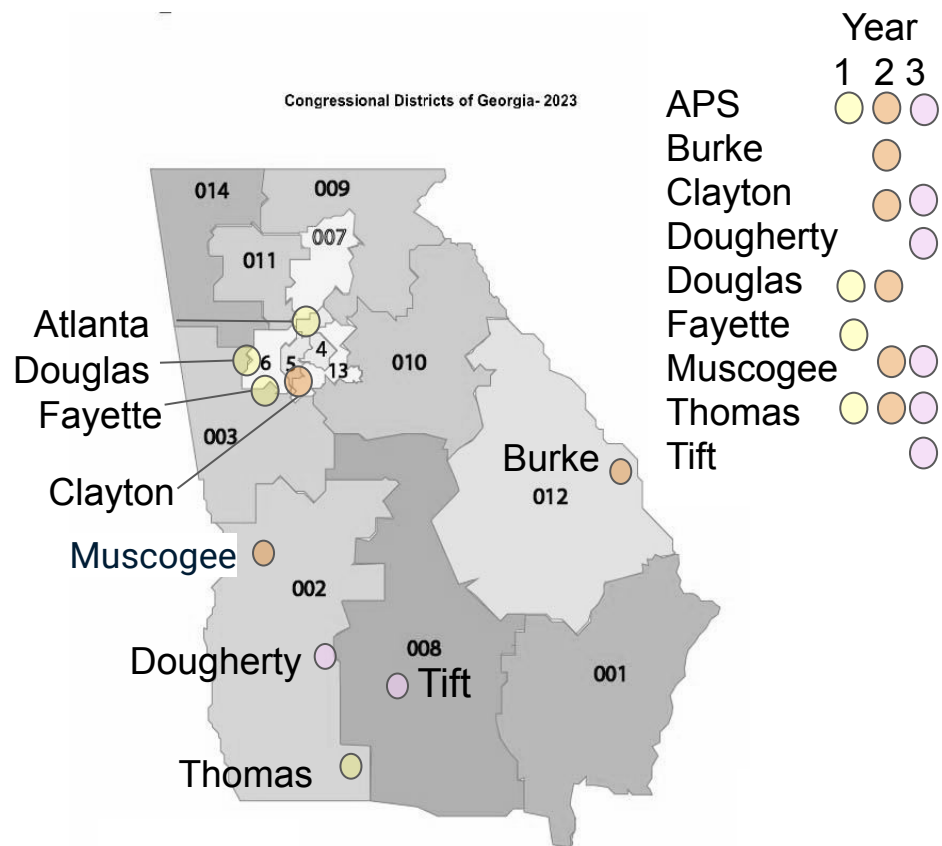 Congressional Districts of Georgia- 2023
014
009
007
011
Atlanta
Douglas
Fayette
6
5
4
13
010
003
Clayton
Burke
012
Muscogee
002
Dougherty
008
Tift
001
Thomas
Year
1 2 3
APS
Burke
Clayton
Dougherty
Douglas
Fayette
Muscogee
Thomas
Tift